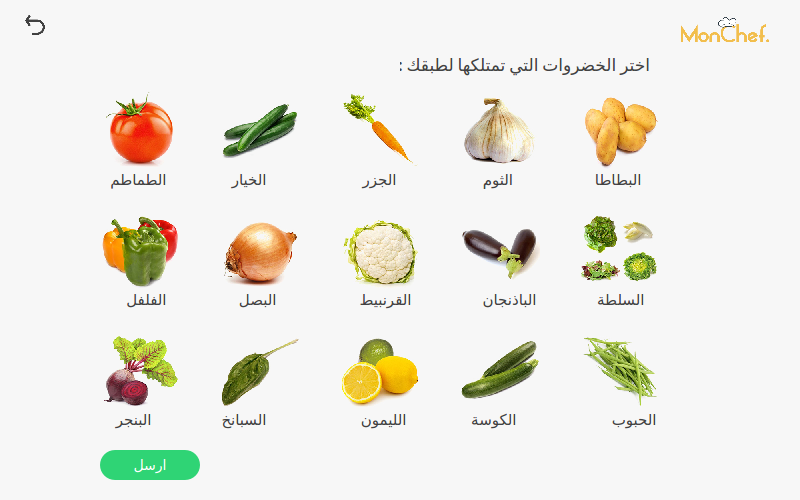 MonChef.
اختر الخضروات التي تمتلكها لطبقك :
البطاطا
الثوم
الجزر
الخيار
الطماطم
السلطة
الباذنجان
القرنبيط
البصل
الفلفل
الحبوب
الكوسة
الليمون
السبانخ
البنجر
ارسل